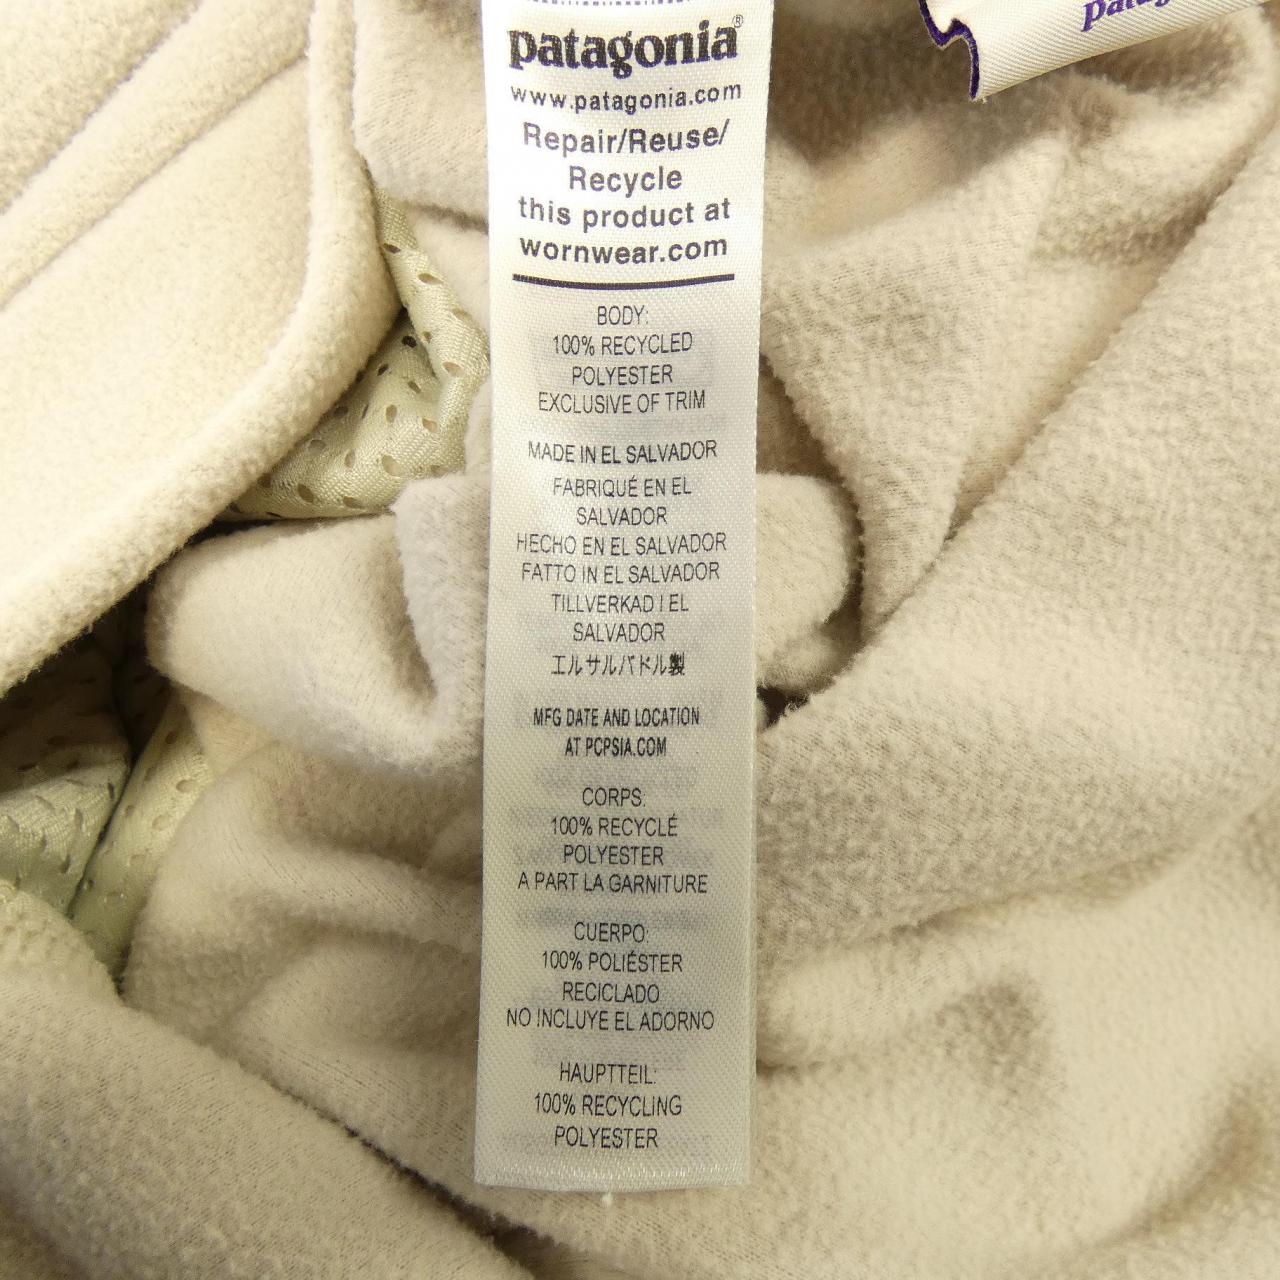 patagonia®
www.patagonia.com
Repair/Reuse/
Recycle
this product at
wornwear.com
BODY:
100% RECYCLED
POLYESTER
EXCLUSIVE OF TRIM
MADE IN EL SALVADOR
FABRIQUÉ EN EL
SALVADOR
HECHO EN EL SALVADOR
FATTO IN EL SALVADOR
TILLVERKAD I EL
SALVADOR
エルサルバドル製
MFG DATE AND LOCATION
AT PCPSIA.COM
CORPS:
100% RECYCLÉ
POLYESTER
A PART LA GARNITURE
CUERPO:
100% POLIÉSTER
RECICLADO
NO INCLUYE EL ADORNO
HAUPTTEIL:
100% RECYCLING
POLYESTER